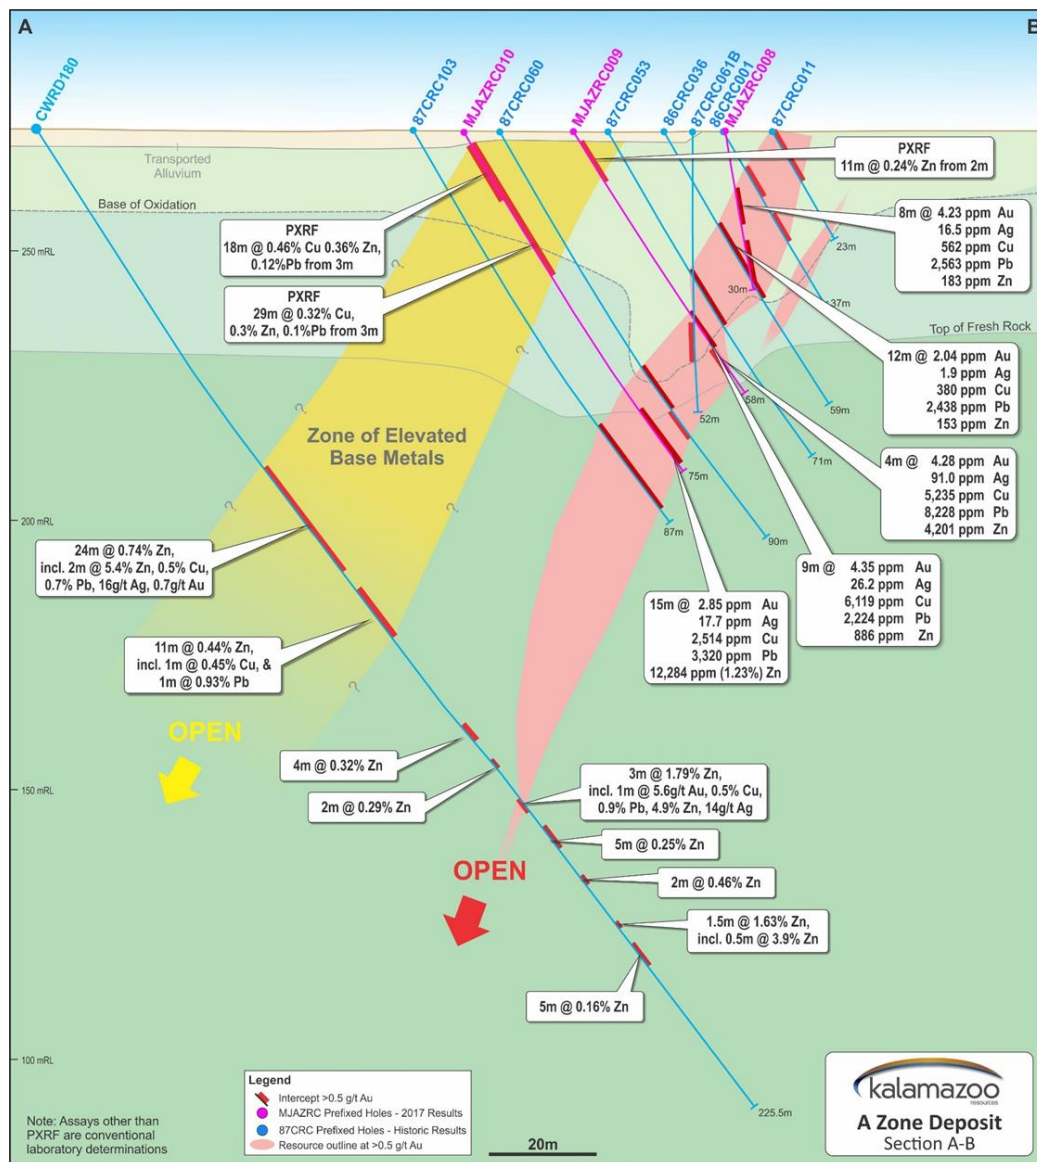 A
B
CWRD180
87CRC103
MJAZRC010
87CRC060
MJAZRC009
87CRC053
86CRC036
87CRC061B
86CRC001
MJAZRC008
87CRC011
Transported
Alluvium
Base of Oxidation
250 mRL
PXRF
18m @ 0.46% Cu 0.36% Zn,
0.12%Pb from 3m
PXRF
29m @ 0.32% Cu,
0.3% Zn, 0.1%Pb from 3m
PXRF
11m @ 0.24% Zn from 2m
8m @ 4.23 ppm Au
16.5 ppm Ag
562 ppm Cu
2,563 ppm Pb
183 ppm Zn
23m
30m
37m
Top of Fresh Rock
12m @ 2.04 ppm Au
1.9 ppm Ag
380 ppm Cu
2,438 ppm Pb
153 ppm Zn
58m
59m
52m
71m
75m
87m
90m
4m @ 4.28 ppm Au
91.0 ppm Ag
5,235 ppm Cu
8,228 ppm Pb
4,201 ppm Zn
9m @ 4.35 ppm Au
26.2 ppm Ag
6,119 ppm Cu
2,224 ppm Pb
886 ppm Zn
15m @ 2.85 ppm Au
17.7 ppm Ag
2,514 ppm Cu
3,320 ppm Pb
12,284 ppm (1.23%) Zn
?
?
?
?
?
?
?
?
Zone of Elevated
Base Metals
200 mRL
24m @ 0.74% Zn,
incl. 2m @ 5.4% Zn, 0.5% Cu,
0.7% Pb, 16g/t Ag, 0.7g/t Au
11m @ 0.44% Zn,
incl. 1m @ 0.45% Cu, &
1m @ 0.93% Pb
OPEN
4m @ 0.32% Zn
2m @ 0.29% Zn
150 mRL
3m @ 1.79% Zn,
incl. 1m @ 5.6g/t Au, 0.5% Cu,
0.9% Pb, 4.9% Zn, 14g/t Ag
5m @ 0.25% Zn
OPEN
2m @ 0.46% Zn
1.5m @ 1.63% Zn,
incl. 0.5m @ 3.9% Zn
5m @ 0.16% Zn
100 mRL
225.5m
Note: Assays other than
PXRF are conventional
laboratory determinations
Legend
Intercept >0.5 g/t Au
MJAZRC Prefixed Holes - 2017 Results
87CRC Prefixed Holes - Historic Results
Resource outline at >0.5 g/t Au
20m
kalamazoo
resources
A Zone Deposit
Section A-B